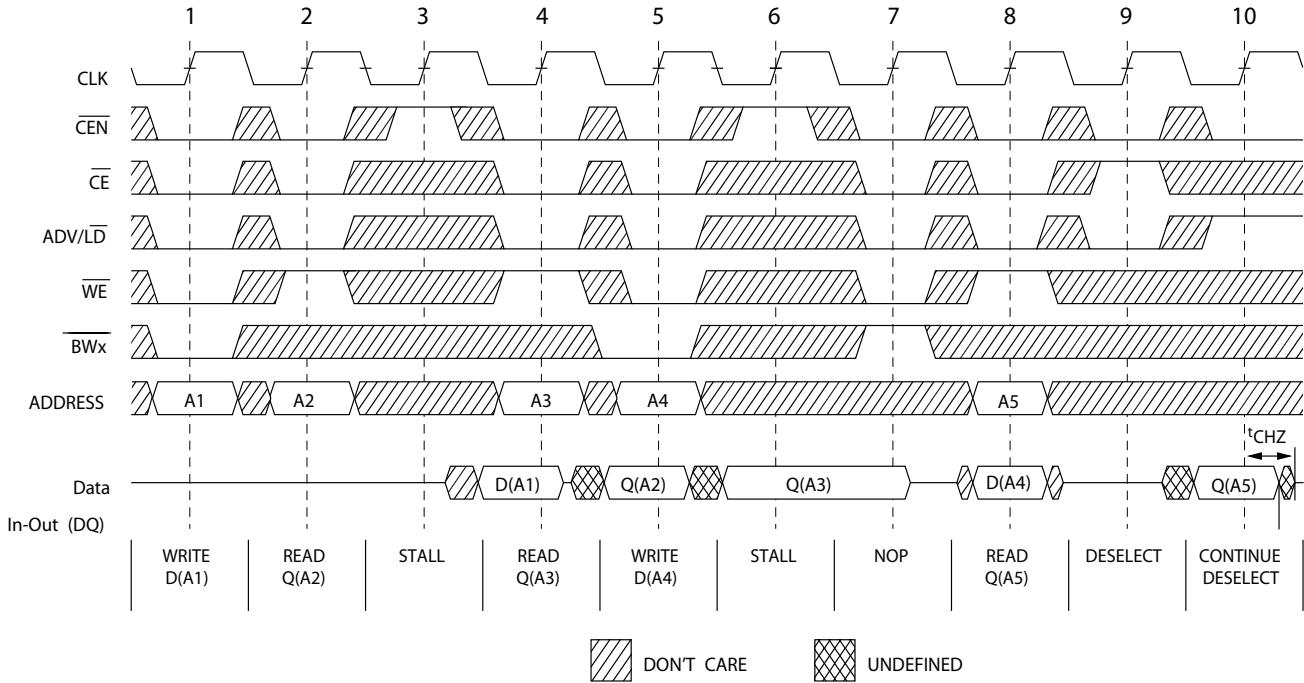 1 2 3 4 5 6 7 8 9 10
CLK
CEN
CE
ADV/LD
WE
BWx
ADDRESS A1 A2 A3 A4 A5
tCHZ
Data D(A1) Q(A2) Q(A3) D(A4) Q(A5)
In-Out (DQ)
WRITE READ STALL READ WRITE STALL NOP READ DESELECT CONTINUE
D(A1) Q(A2) Q(A3) D(A4) Q(A5) DESELECT
DON'T CARE UNDEFINED